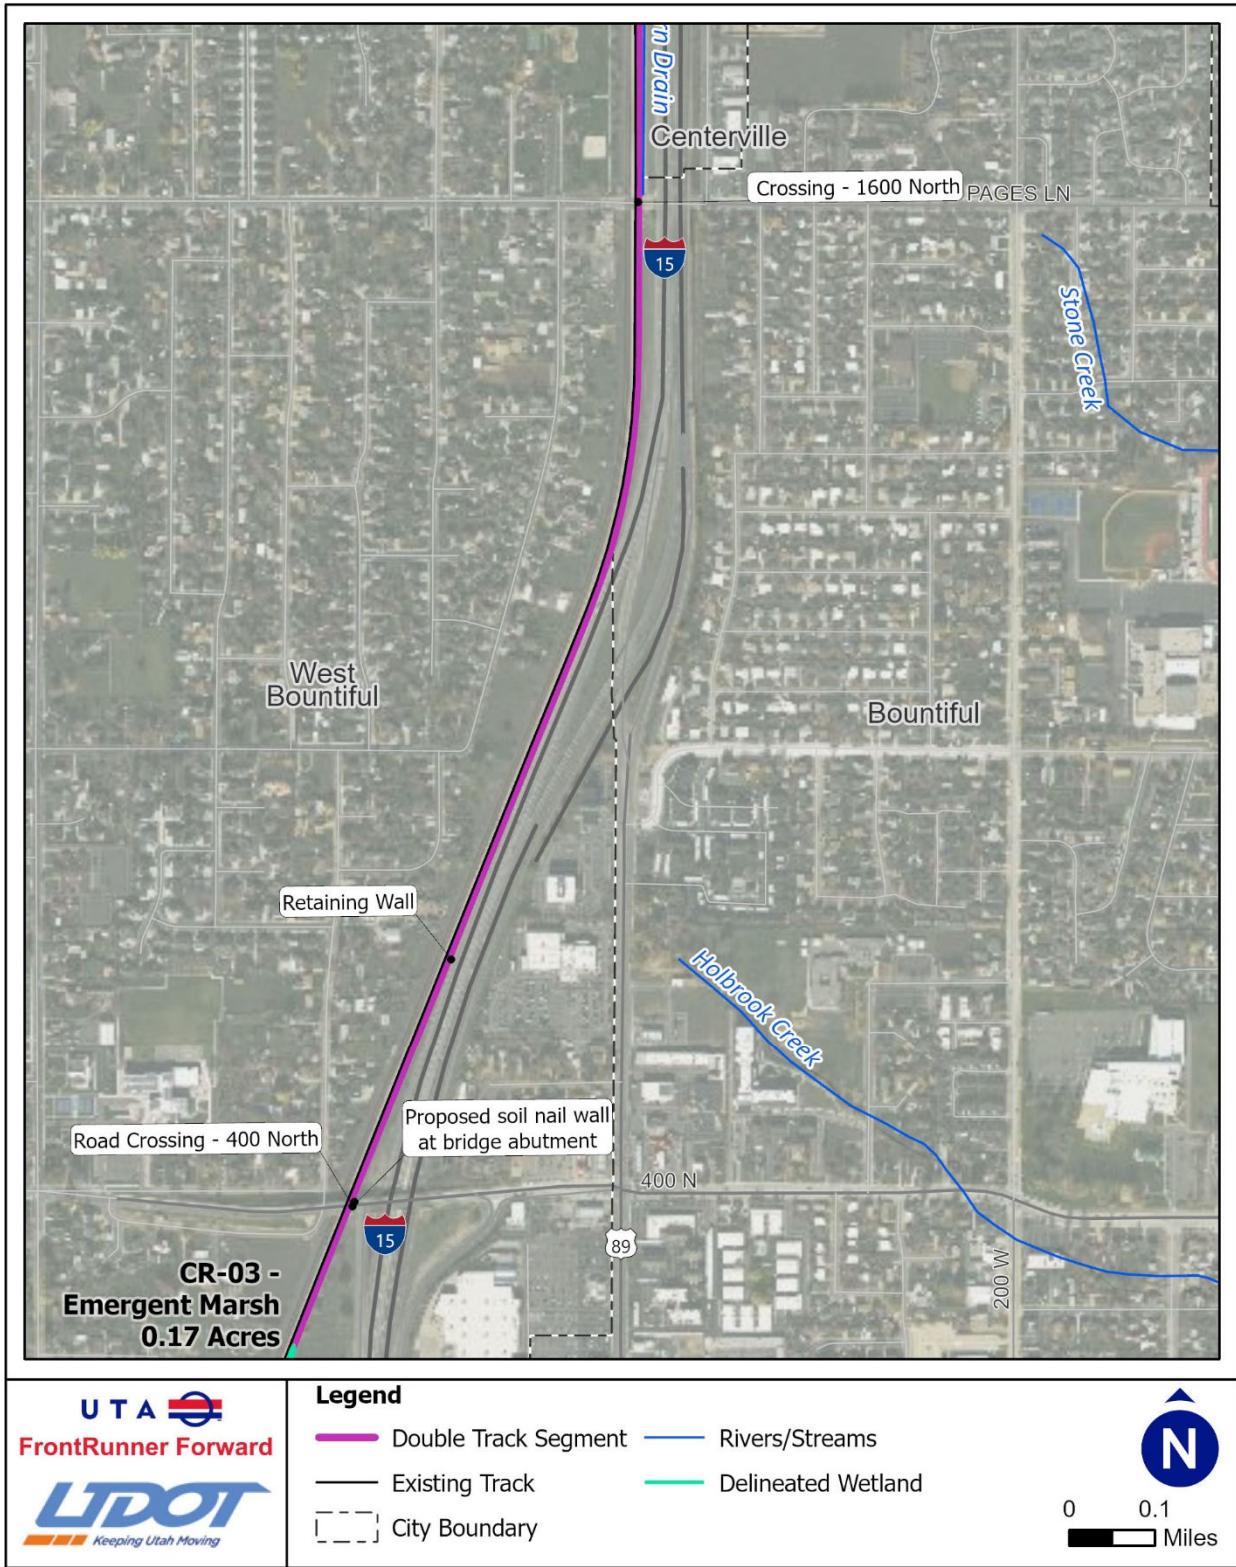 rn Drain
Centerville
Crossing - 1600 North
PAGES LN
15
Stone Creek
West
Bountiful
Bountiful
Retaining Wall
Holbrook Creek
Proposed soil nail wall
at bridge abutment
Road Crossing - 400 North
400 N
15
89
200 W
CR-03 -
Emergent Marsh
0.17 Acres
UTA
FrontRunner Forward
UDOT
Keeping Utah Moving
Legend
Double Track Segment
Existing Track
City Boundary
Rivers/Streams
Delineated Wetland
N
0 0.1
Miles